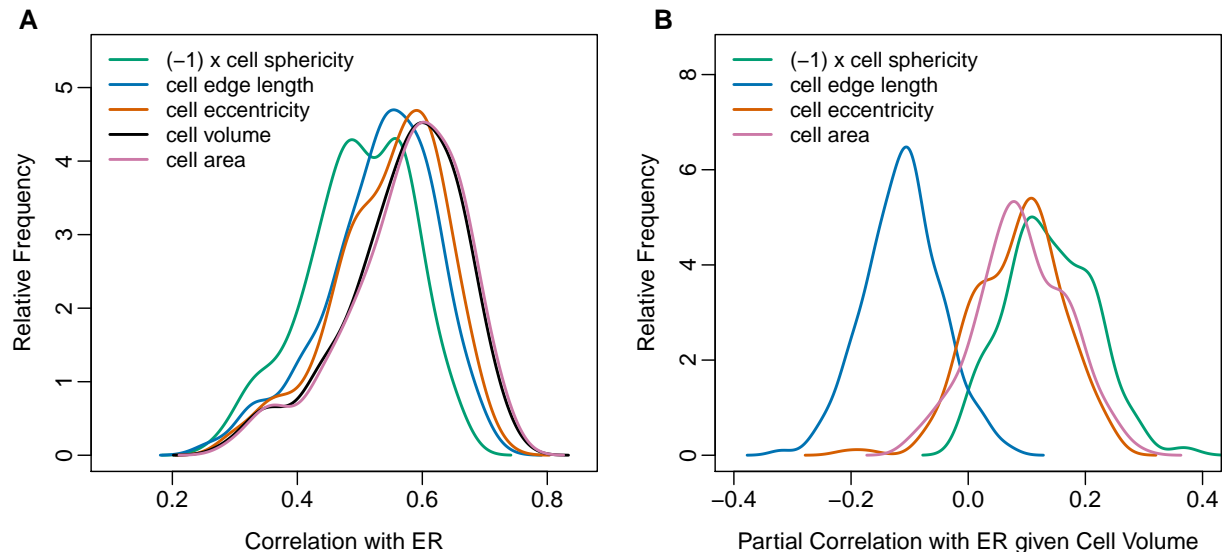 A
(−1) x cell sphericity
cell edge length
cell eccentricity
cell volume
cell area
Relative Frequency
0
1
2
3
4
5
0.2 0.4 0.6 0.8
Correlation with ER
B
(−1) x cell sphericity
cell edge length
cell eccentricity
cell area
Relative Frequency
0
2
4
6
8
−0.4 −0.2 0.0 0.2 0.4
Partial Correlation with ER given Cell Volume